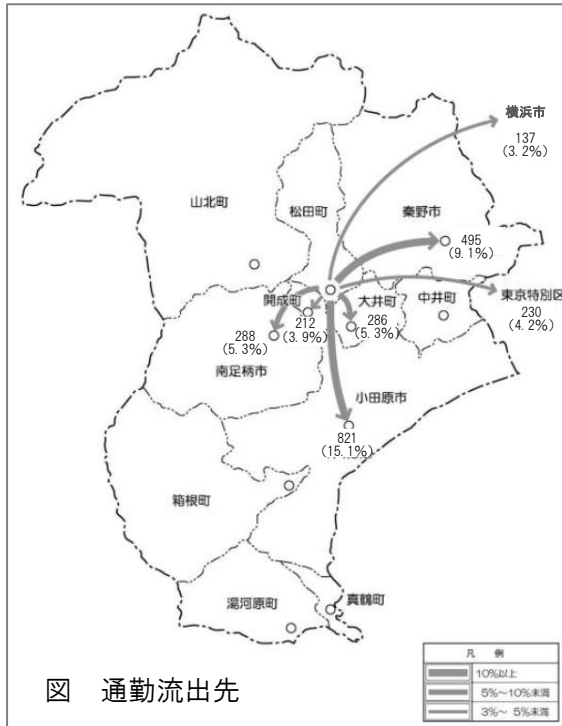 横浜市
137
(3.2%)
山北町
松田町
秦野市
495
(9.1%)
東京特別区
230
(4.2%)
開成町
大井町
中井町
212
(3.9%)
286
(5.3%)
288
(5.3%)
南足柄市
小田原市
821
(15.1%)
箱根町
湯河原町
真鶴町
凡 例
10%以上
5%～10%未満
3%～ 5%未満
図 通勤流出先